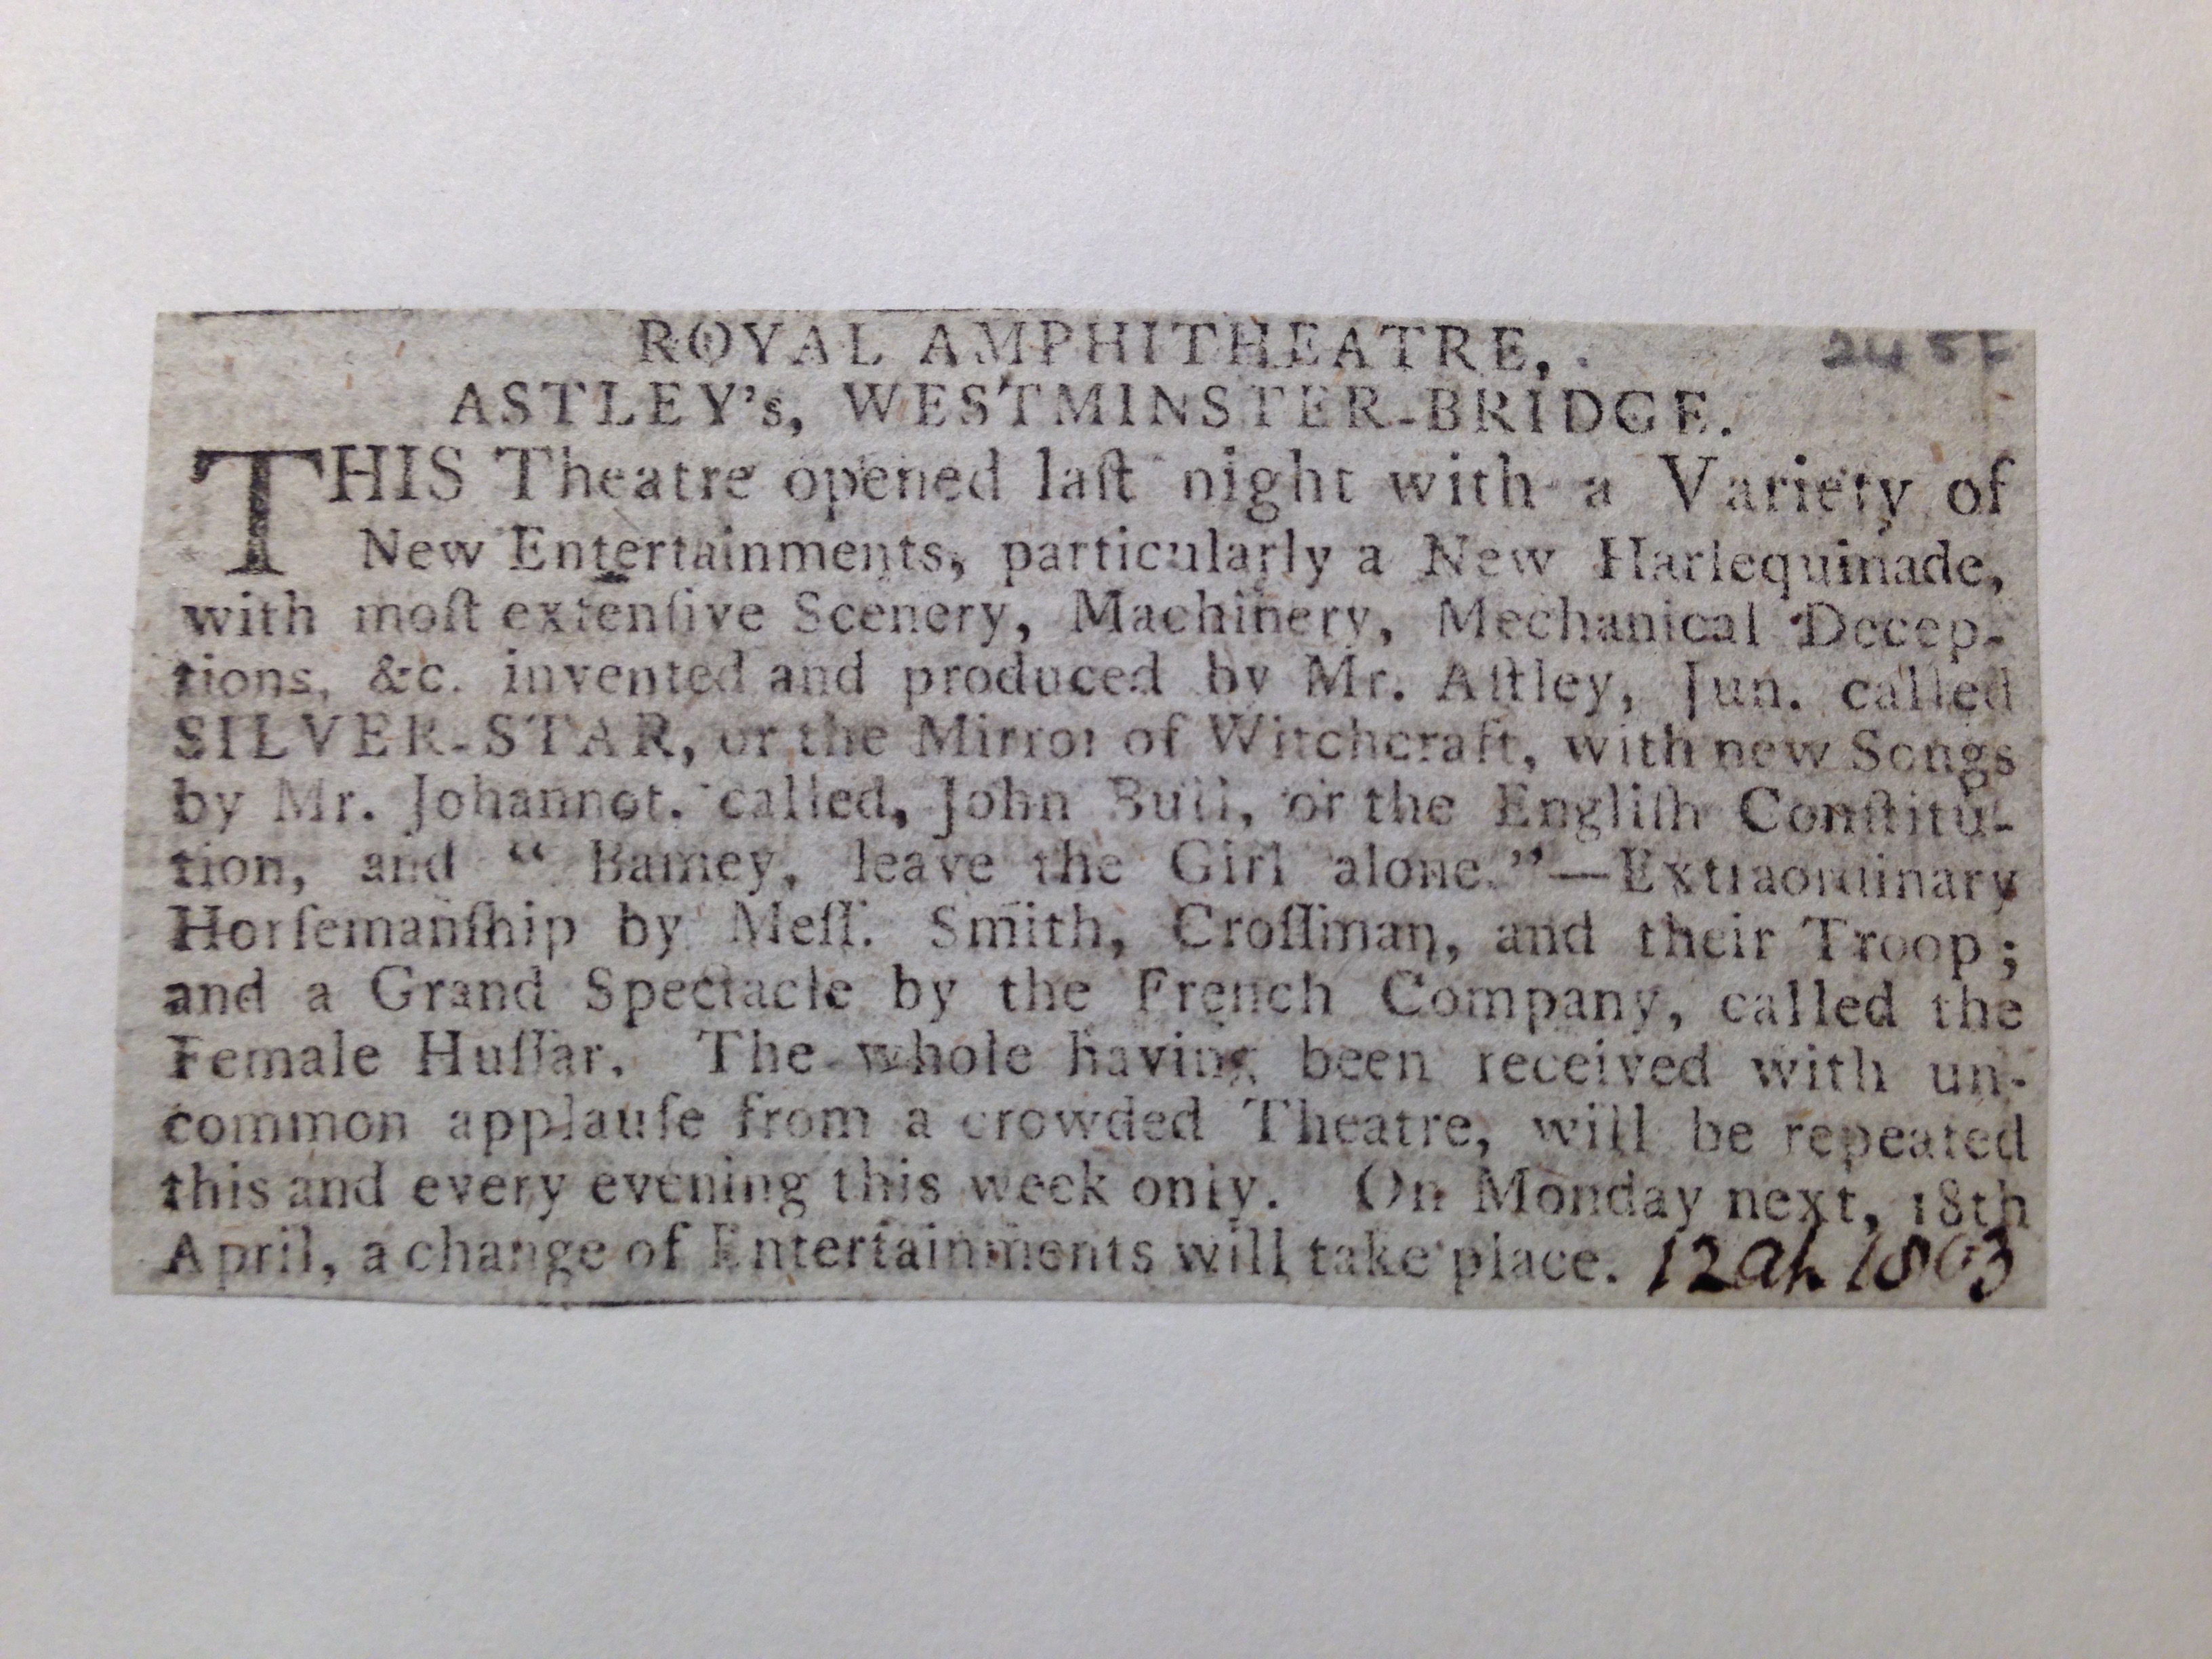 ROYAL AMPHITHEATRE,
245
ASTLEY's, WESTMINSTER-BRIDGE.
THIS Theatre opened laſt night with a Variety of
New Entertainments, particularly a New Harlequinade,
with moſt extenſive Scenery, Machinery, Mechanical Decep-
tions, &c. invented and produced by Mr. Aſtley, Jun. called
SILVER-STAR, or the Mirror of Witchcraft, with new Songs
by Mr. Johannot. called, John Bull, or the Engliſh Conſtitu-
tion, and “ Barney, leave the Girl alone.”—Extraordinary
Horſemanſhip by Meſſ. Smith, Croſſman, and their Troop;
and a Grand Spectacle by the French Company, called the
Female Huſſar. The whole having been received with un-
common applauſe from a crowded Theatre, will be repeated
this and every evening this week only. On Monday next, 18th
April, a change of Entertainments will take place. 12 Ap. 1803